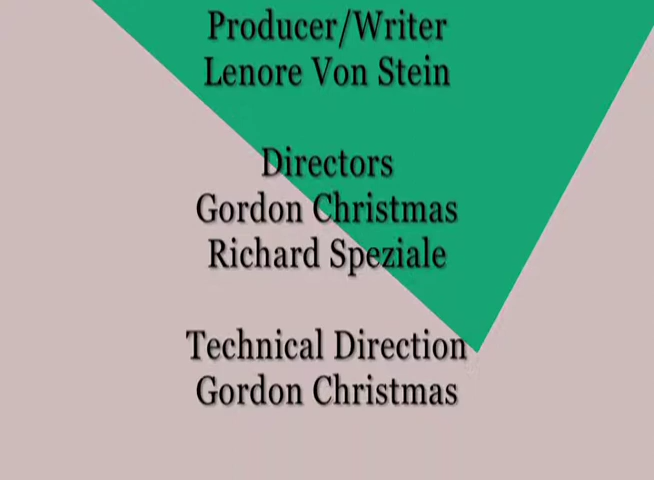 Producer/Writer
Lenore Von Stein
Directors
Gordon Christmas
Richard Speziale
Technical Direction
Gordon Christmas